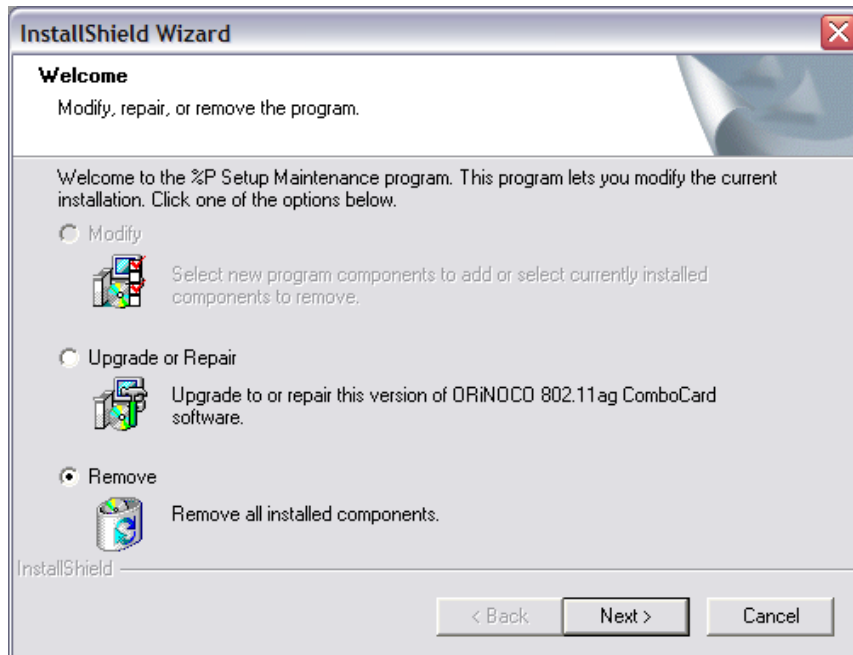 InstallShield Wizard
Welcome
Modify, repair, or remove the program.
Welcome to the %P Setup Maintenance program. This program lets you modify the current
installation. Click one of the options below.
Modify
Select new program components to add or select currently installed
components to remove.
Upgrade or Repair
Upgrade to or repair this version of ORiNOCO 802.11ag ComboCard
software.
Remove
Remove all installed components.
InstallShield
< Back
Next >
Cancel